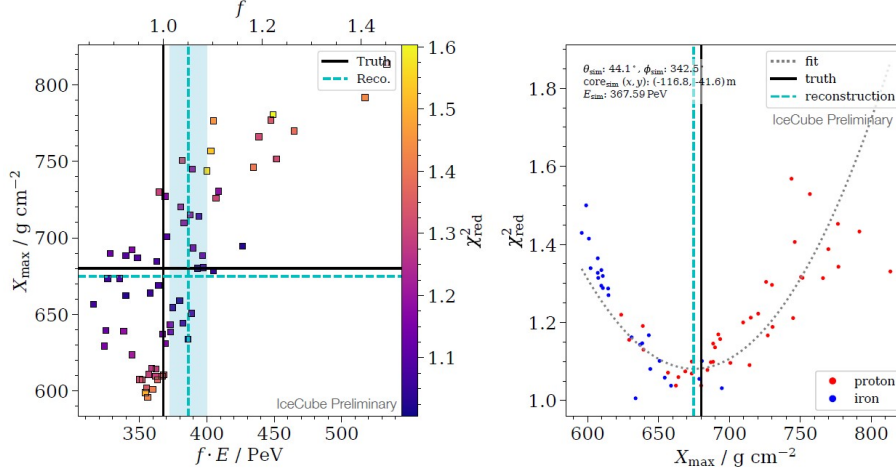 f
1.0 1.2 1.4
Truth
Reco.
800
750
700
650
600
X_max / g cm⁻²
IceCube Preliminary
350 400 450 500
f · E / PeV
1.6
1.5
1.4
1.3
1.2
1.1
χ²_red
θ_sim: 44.1°, ϕ_sim: 342.5°
core_sim (x, y): (-116.8, -41.6) m
E_sim: 367.59 PeV
fit
truth
reconstruction
IceCube Preliminary
1.8
1.6
1.4
1.2
1.0
χ²_red
proton
iron
600 650 700 750 800
X_max / g cm⁻²